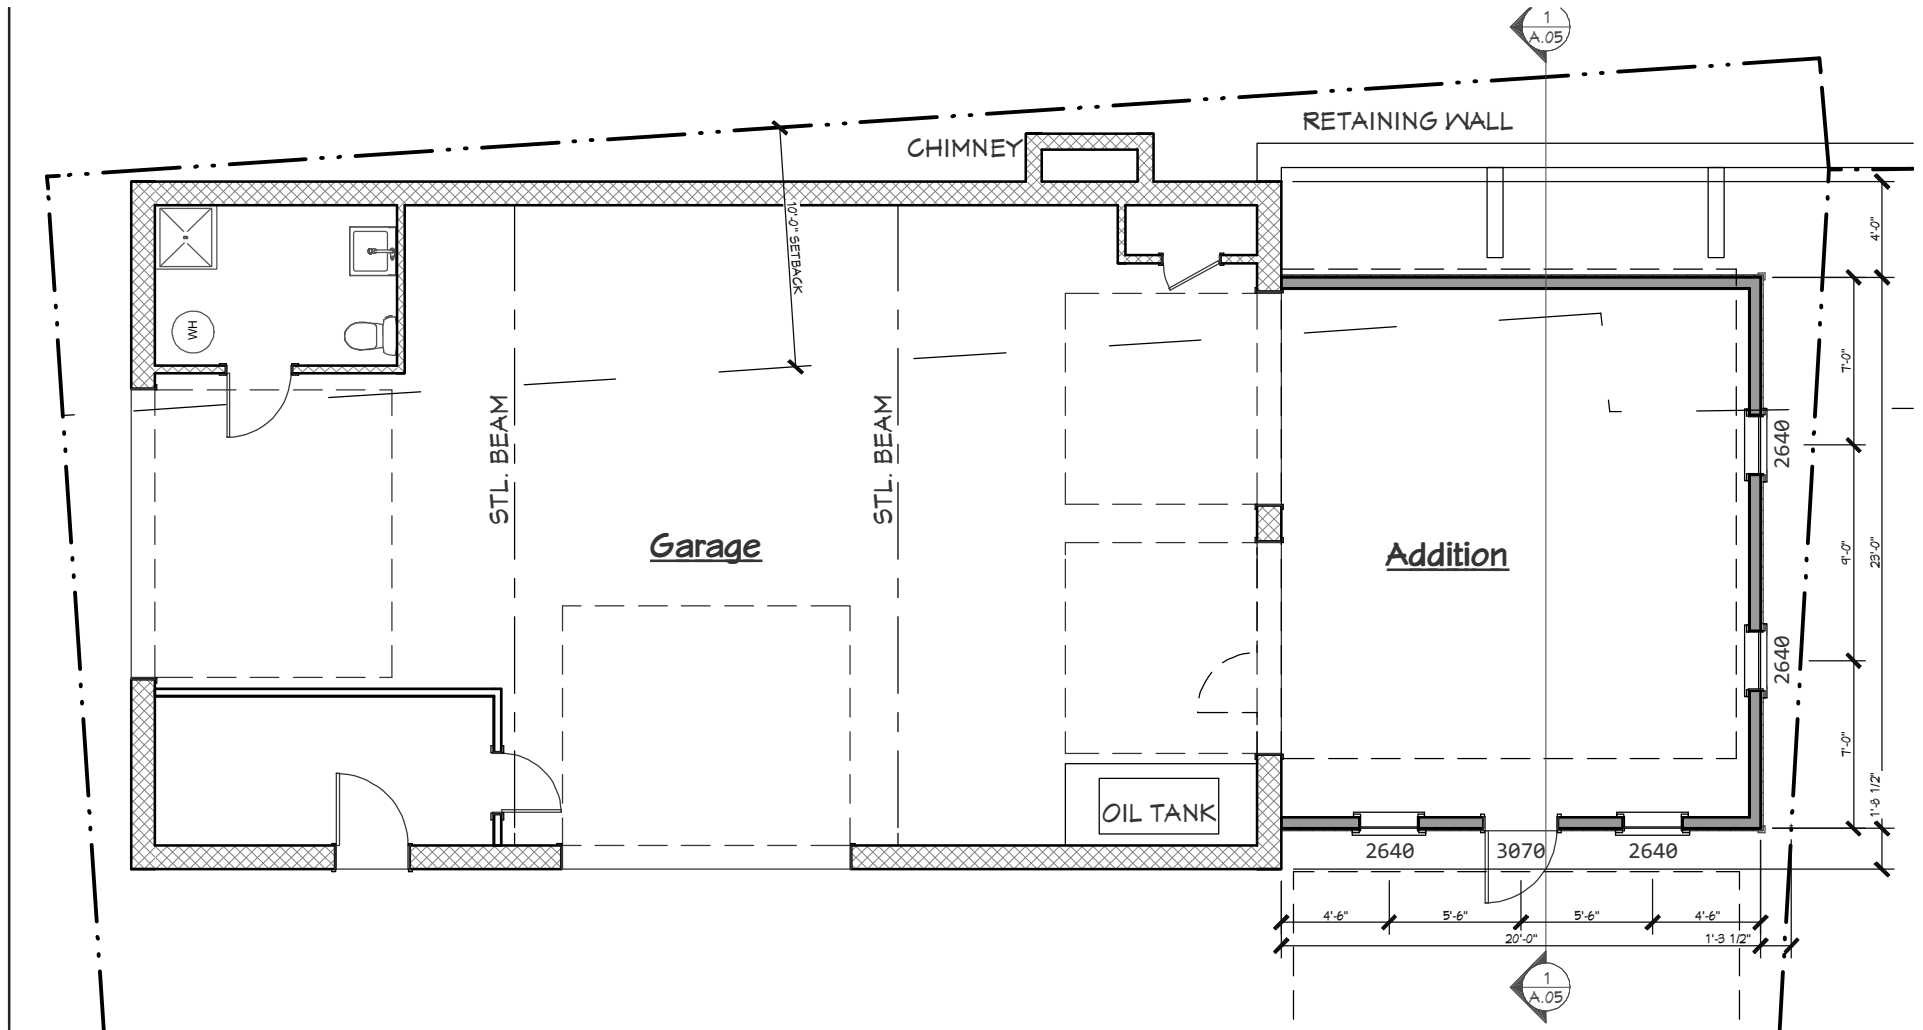 1
A.05
RETAINING WALL
CHIMNEY
10'-0" SETBACK
4'-0"
WH
7'-0"
STL. BEAM
STL. BEAM
2640
Garage
Addition
9'-0"
23'-0"
2640
7'-0"
1'-8 1/2"
OIL TANK
2640
3070
2640
4'-6"
5'-6"
5'-6"
4'-6"
20'-0"
1'-3 1/2"
1
A.05